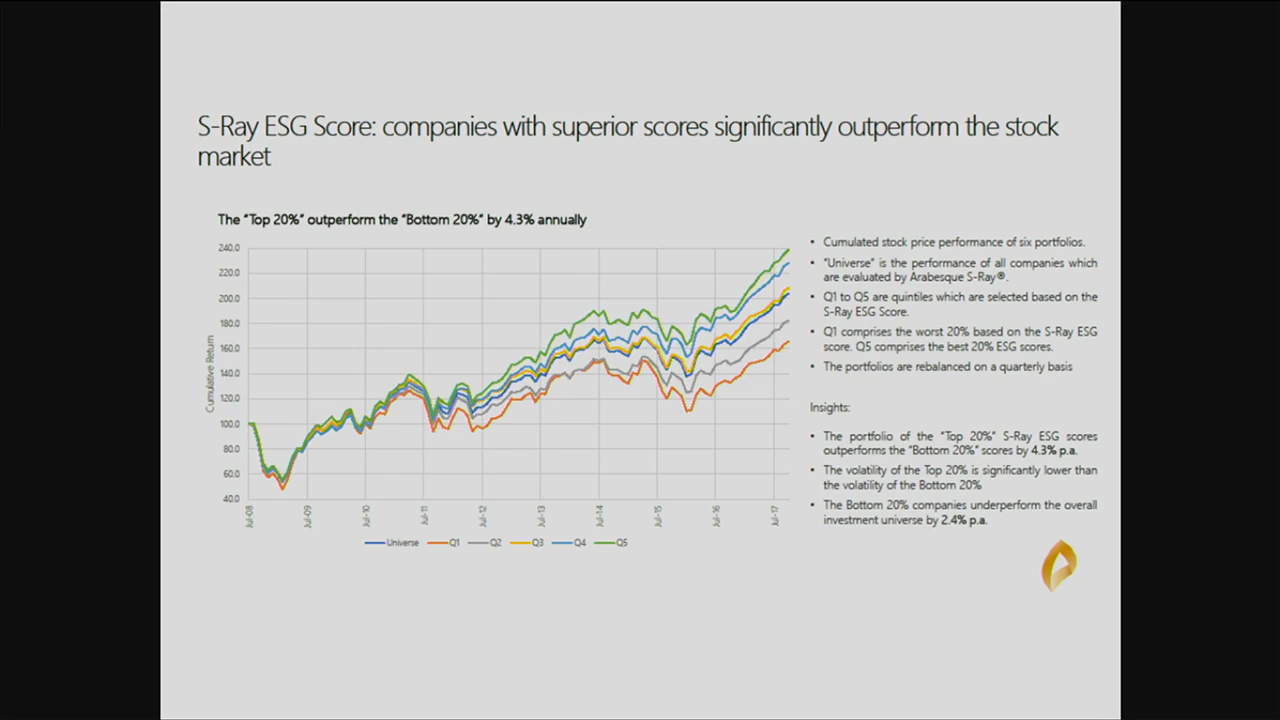 S-Ray ESG Score: companies with superior scores significantly outperform the stock
market
The "Top 20%" outperform the "Bottom 20%" by 4.3% annually
240.0
220.0
200.0
180.0
160.0
140.0
120.0
100.0
80.0
60.0
40.0
Cumulative Return
Jul-08
Jul-09
Jul-10
Jul-11
Jul-12
Jul-13
Jul-14
Jul-15
Jul-16
Jul-17
Universe Q1 Q2 Q3 Q4 Q5
• Cumulated stock price performance of six portfolios.
• "Universe" is the performance of all companies which
are evaluated by Arabesque S-Ray®.
• Q1 to Q5 are quintiles which are selected based on the
S-Ray ESG Score.
• Q1 comprises the worst 20% based on the S-Ray ESG
score. Q5 comprises the best 20% ESG scores.
• The portfolios are rebalanced on a quarterly basis
Insights:
• The portfolio of the "Top 20%" S-Ray ESG scores
outperforms the "Bottom 20%" scores by 4.3% p.a.
• The volatility of the Top 20% is significantly lower than
the volatility of the Bottom 20%
• The Bottom 20% companies underperform the overall
investment universe by 2.4% p.a.